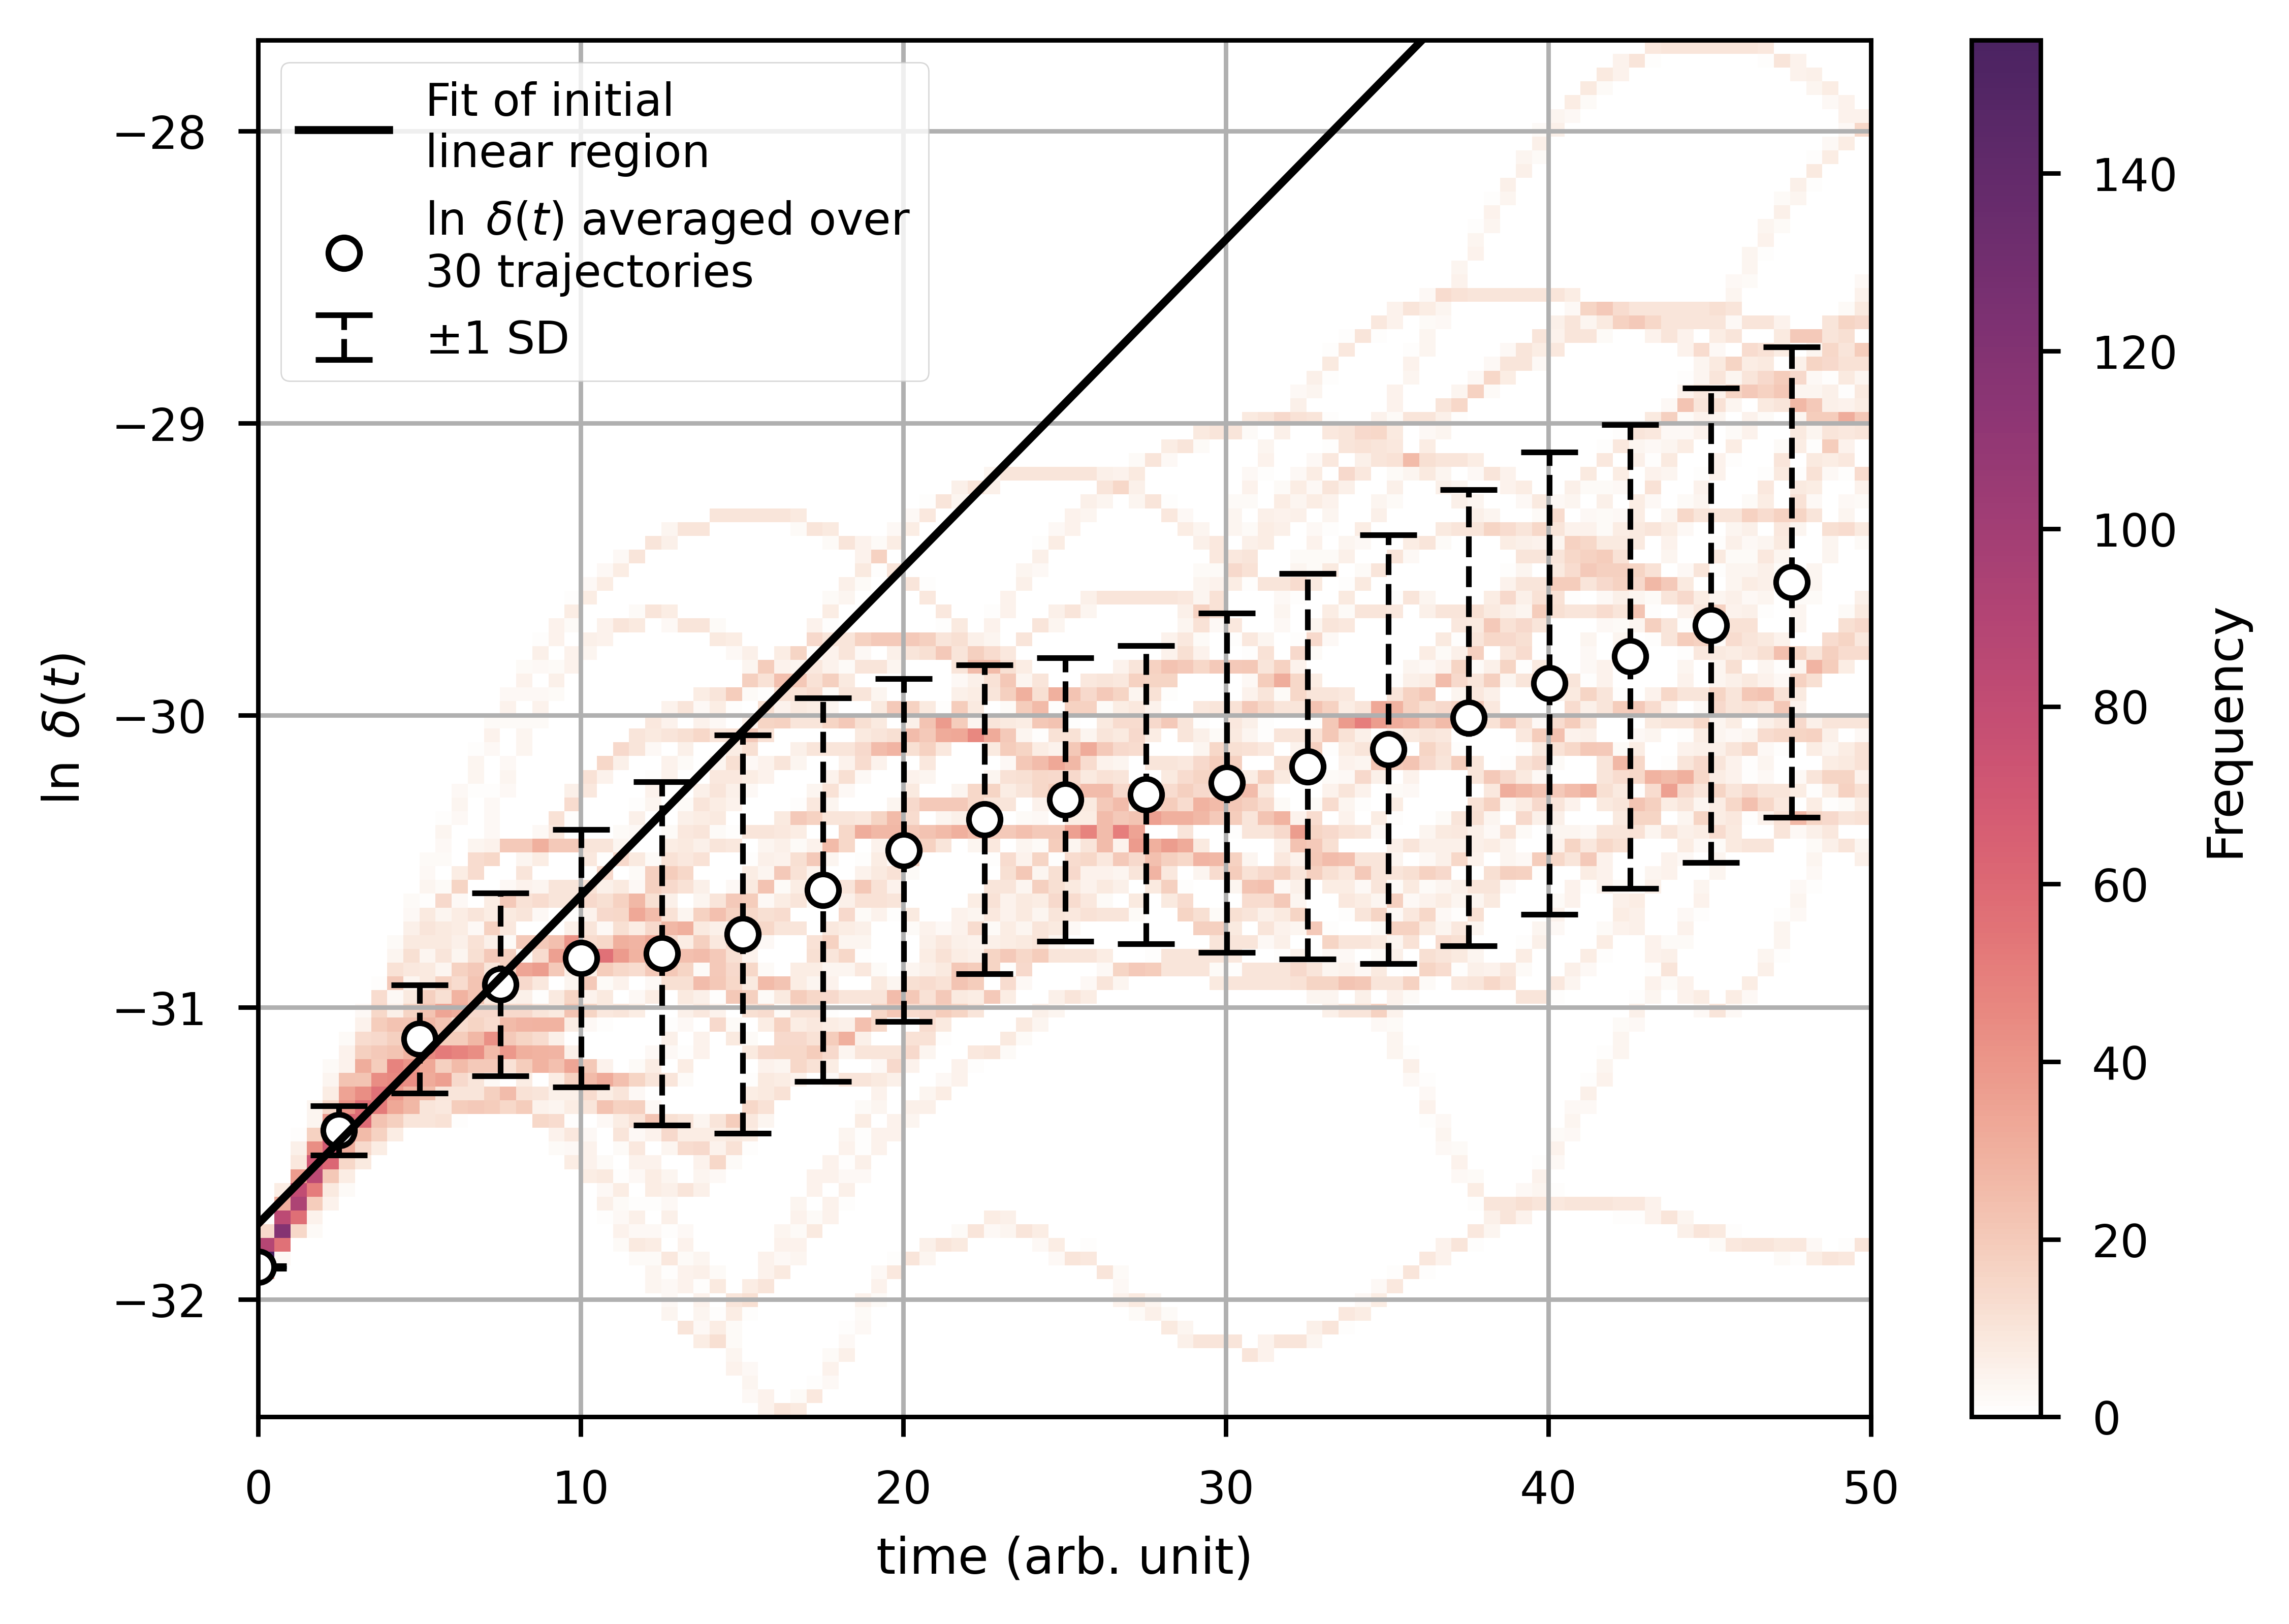 Fit of initial
linear region
ln δ(t) averaged over
30 trajectories
±1 SD
−28
−29
−30
−31
−32
ln δ(t)
0 10 20 30 40 50
time (arb. unit)
140
120
100
80
60
40
20
0
Frequency